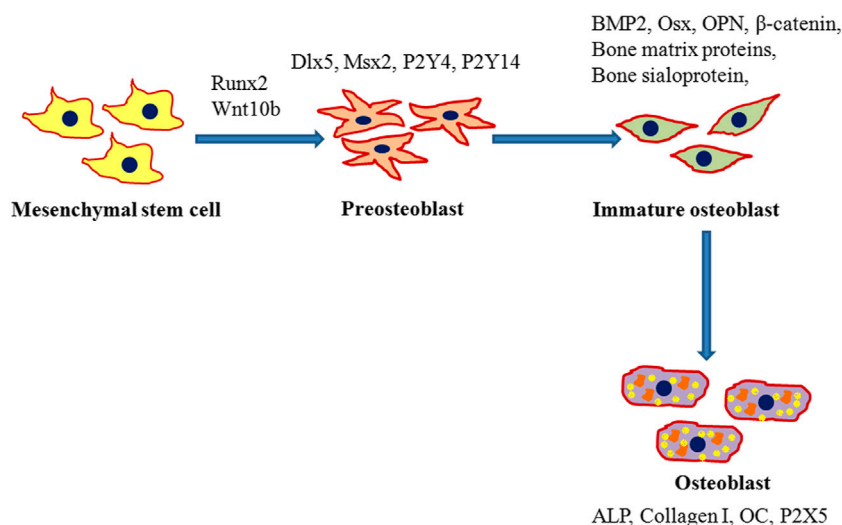 BMP2, Osx, OPN, β-catenin,
Bone matrix proteins,
Bone sialoprotein,
Dlx5, Msx2, P2Y4, P2Y14
Runx2
Wnt10b
Mesenchymal stem cell
Preosteoblast
Immature osteoblast
Osteoblast
ALP, Collagen I, OC, P2X5